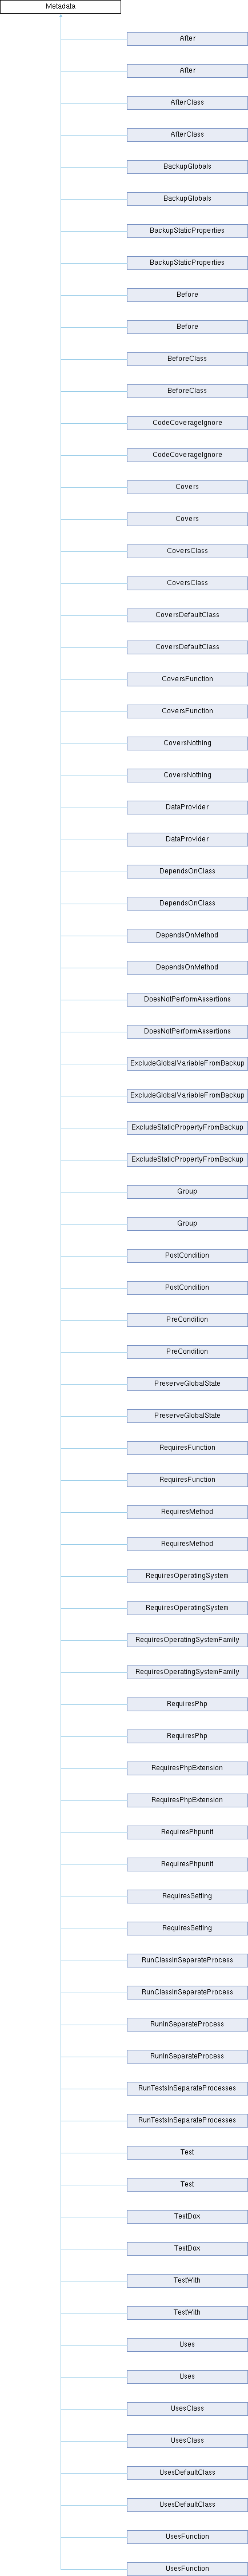 Metadata
After
After
AfterClass
AfterClass
BackupGlobals
BackupGlobals
BackupStaticProperties
BackupStaticProperties
Before
Before
BeforeClass
BeforeClass
CodeCoverageIgnore
CodeCoverageIgnore
Covers
Covers
CoversClass
CoversClass
CoversDefaultClass
CoversDefaultClass
CoversFunction
CoversFunction
CoversNothing
CoversNothing
DataProvider
DataProvider
DependsOnClass
DependsOnClass
DependsOnMethod
DependsOnMethod
DoesNotPerformAssertions
DoesNotPerformAssertions
ExcludeGlobalVariableFromBackup
ExcludeGlobalVariableFromBackup
ExcludeStaticPropertyFromBackup
ExcludeStaticPropertyFromBackup
Group
Group
PostCondition
PostCondition
PreCondition
PreCondition
PreserveGlobalState
PreserveGlobalState
RequiresFunction
RequiresFunction
RequiresMethod
RequiresMethod
RequiresOperatingSystem
RequiresOperatingSystem
RequiresOperatingSystemFamily
RequiresOperatingSystemFamily
RequiresPhp
RequiresPhp
RequiresPhpExtension
RequiresPhpExtension
RequiresPhpunit
RequiresPhpunit
RequiresSetting
RequiresSetting
RunClassInSeparateProcess
RunClassInSeparateProcess
RunInSeparateProcess
RunInSeparateProcess
RunTestsInSeparateProcesses
RunTestsInSeparateProcesses
Test
Test
TestDox
TestDox
TestWith
TestWith
Uses
Uses
UsesClass
UsesClass
UsesDefaultClass
UsesDefaultClass
UsesFunction
UsesFunction